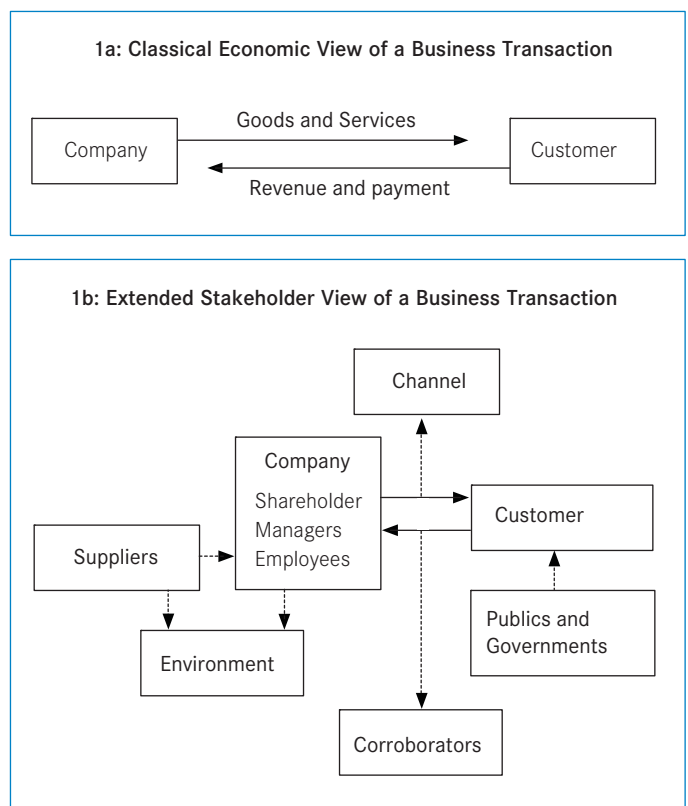 1a: Classical Economic View of a Business Transaction
Goods and Services
Company
Customer
Revenue and payment
1b: Extended Stakeholder View of a Business Transaction
Channel
Company
Shareholder
Managers
Employees
Customer
Suppliers
Publics and
Governments
Environment
Corroborators